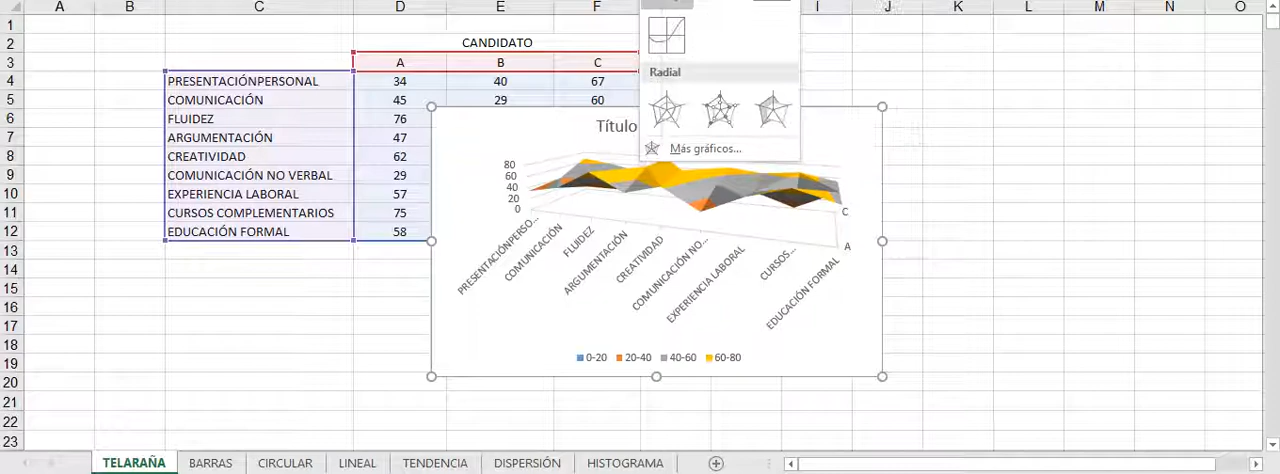 A B C D E F I J K L M N O
1
2 CANDIDATO
3 A B C
Radial
4 PRESENTACIÓNPERSONAL 34 40 67
5 COMUNICACIÓN 45 29 60
6 FLUIDEZ 76
Título
7 ARGUMENTACIÓN 47
8 CREATIVIDAD 62
Más gráficos...
9 COMUNICACIÓN NO VERBAL 29
10 EXPERIENCIA LABORAL 57
11 CURSOS COMPLEMENTARIOS 75
12 EDUCACIÓN FORMAL 58
80
60
40
20
0
C
A
PRESENTACIÓNPERSO...
COMUNICACIÓN
FLUIDEZ
ARGUMENTACIÓN
CREATIVIDAD
COMUNICACIÓN NO...
EXPERIENCIA LABORAL
CURSOS...
EDUCACIÓN FORMAL
0-20 20-40 40-60 60-80
13
14
15
16
17
18
19
20
21
22
23
TELARAÑA BARRAS CIRCULAR LINEAL TENDENCIA DISPERSIÓN HISTOGRAMA